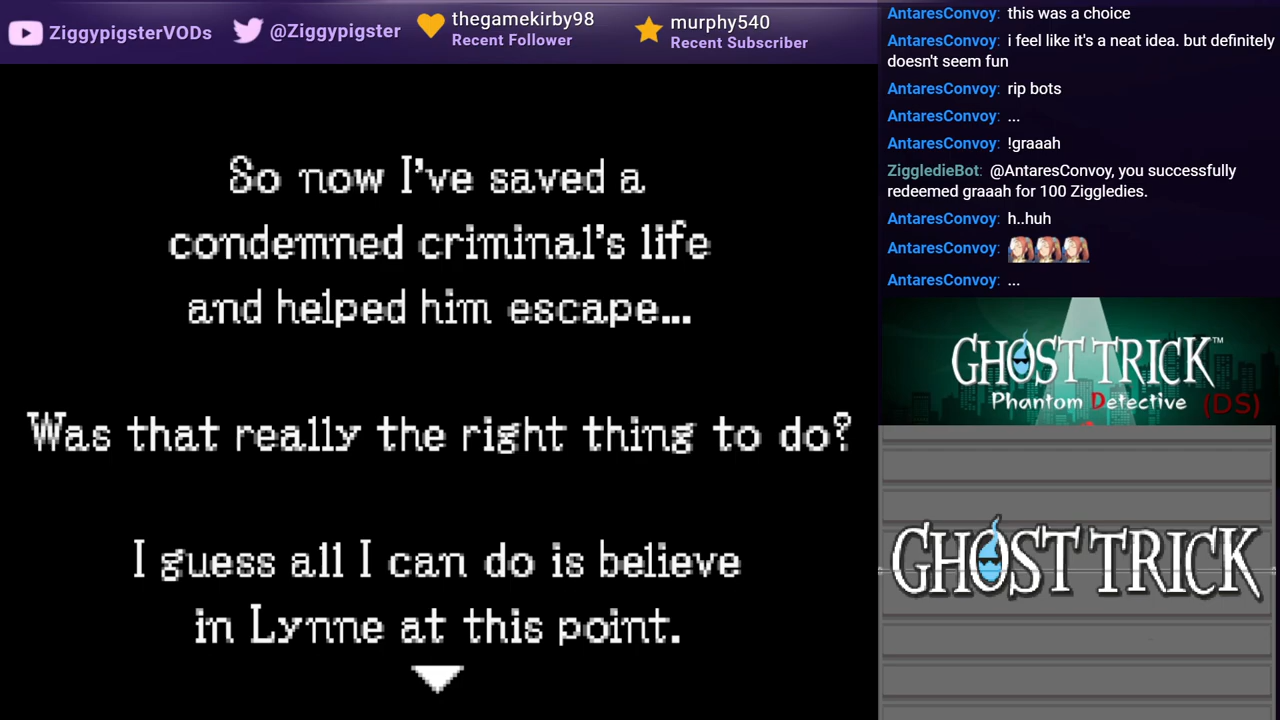 ZiggypigsterVODs
@Ziggypigster
thegamekirby98
Recent Follower
murphy540
Recent Subscriber
So now I've saved a
condemned criminal's life
and helped him escape...
Was that really the right thing to do?
I guess all I can do is believe
in Lynne at this point.
AntaresConvoy: this was a choice
AntaresConvoy: i feel like it's a neat idea. but definitely
doesn't seem fun
AntaresConvoy: rip bots
AntaresConvoy: ...
AntaresConvoy: !graaah
ZiggledieBot: @AntaresConvoy, you successfully
redeemed graaah for 100 Ziggledies.
AntaresConvoy: h..huh
AntaresConvoy:
AntaresConvoy: ...
GHOST TRICK™
Phantom Detective (DS)
GHOST TRICK